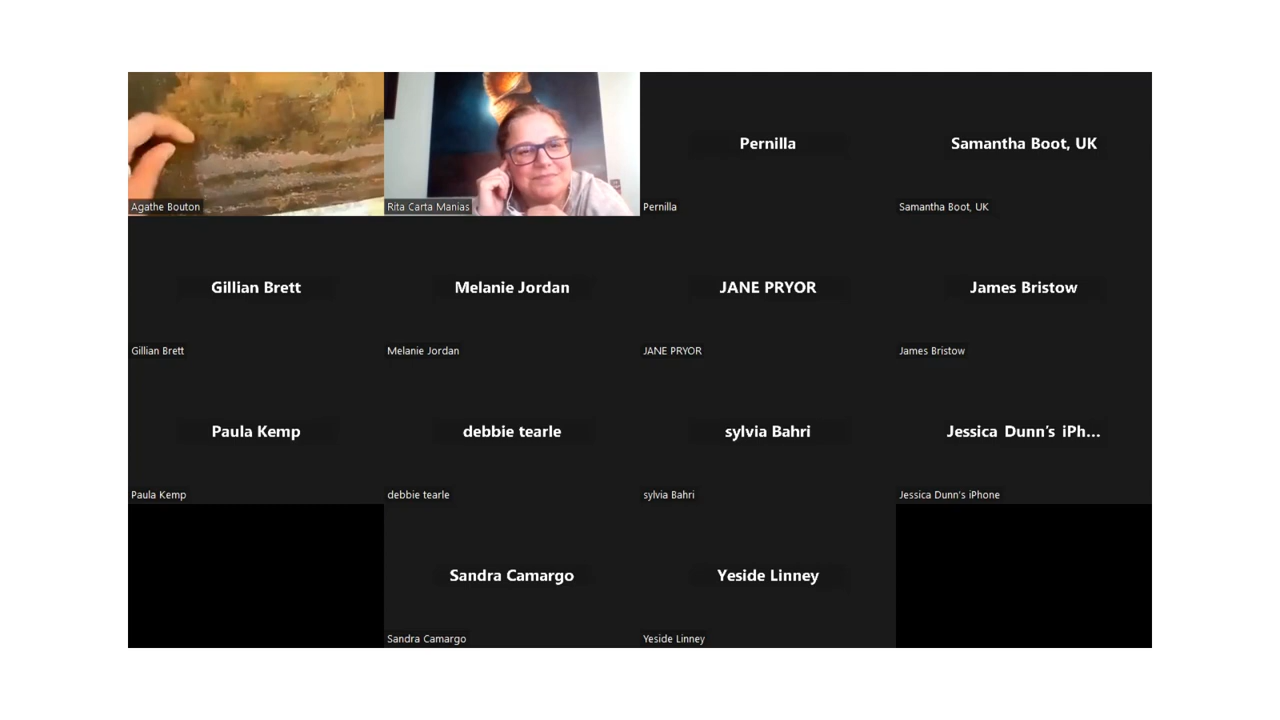 Agathe Bouton
Rita Carta Manias
Pernilla
Pernilla
Samantha Boot, UK
Samantha Boot, UK
Gillian Brett
Gillian Brett
Melanie Jordan
Melanie Jordan
JANE PRYOR
JANE PRYOR
James Bristow
James Bristow
Paula Kemp
Paula Kemp
debbie tearle
debbie tearle
sylvia Bahri
sylvia Bahri
Jessica Dunn's iPh...
Jessica Dunn's iPhone
Sandra Camargo
Sandra Camargo
Yeside Linney
Yeside Linney